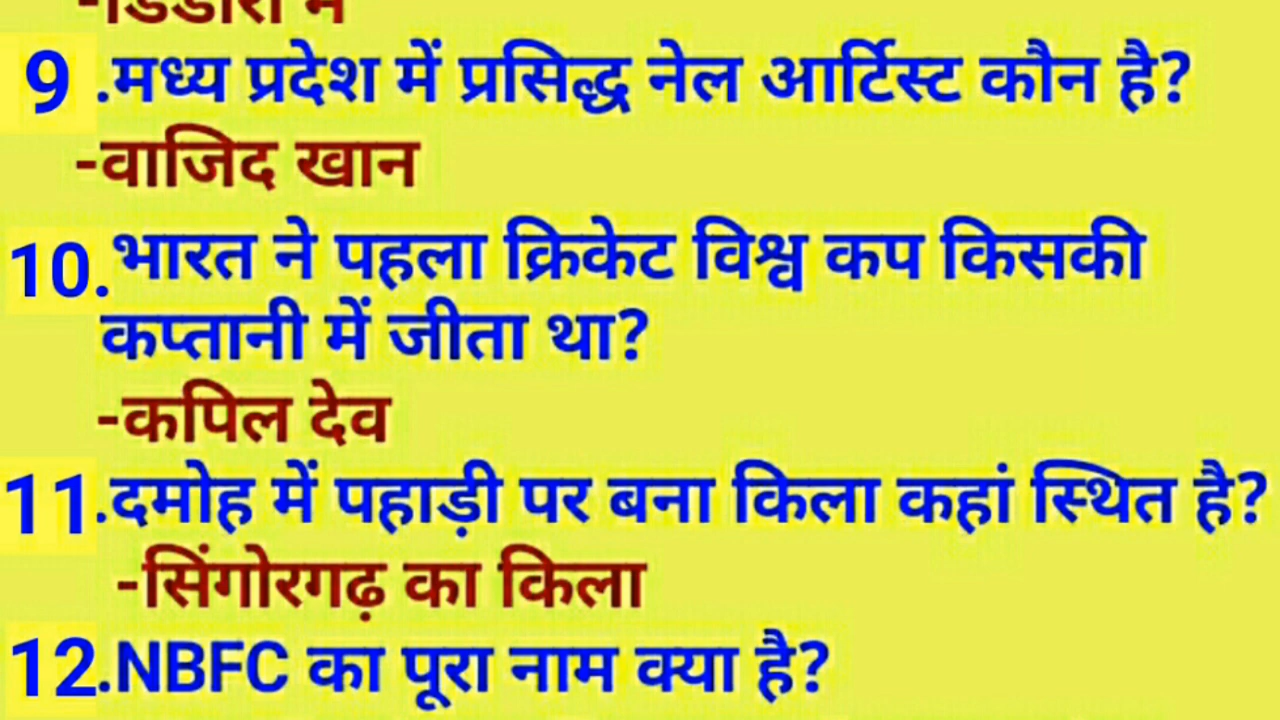 -डिंडोरी में
9 .मध्य प्रदेश में प्रसिद्ध नेल आर्टिस्ट कौन है?
-वाजिद खान
10.भारत ने पहला क्रिकेट विश्व कप किसकी
कप्तानी में जीता था?
-कपिल देव
11.दमोह में पहाड़ी पर बना किला कहां स्थित है?
-सिंगोरगढ़ का किला
12.NBFC का पूरा नाम क्या है?